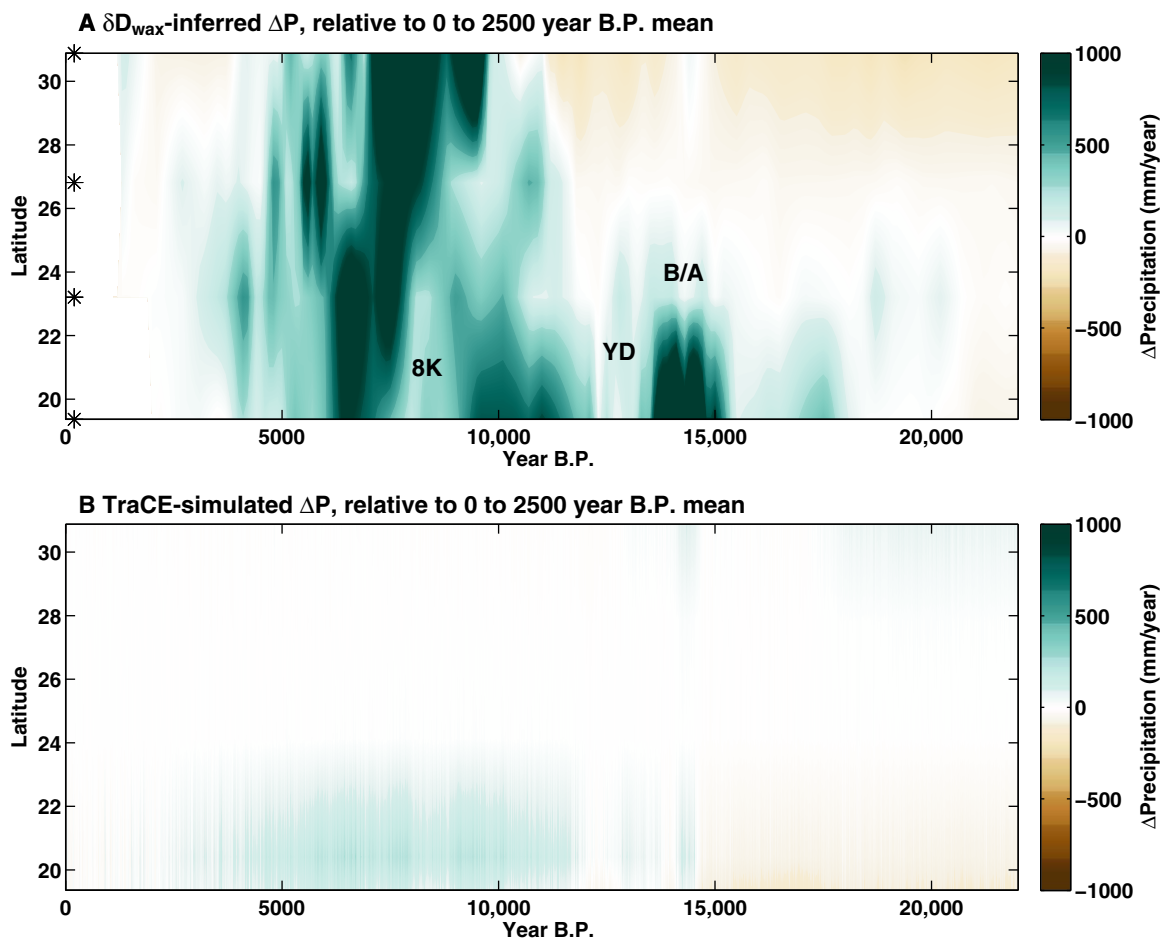 A δD_wax-inferred ΔP, relative to 0 to 2500 year B.P. mean
30
28
26
24
22
20
Latitude
B/A
YD
8K
0 5000 10,000 15,000 20,000
Year B.P.
1000
500
0
−500
−1000
ΔPrecipitation (mm/year)
B TraCE-simulated ΔP, relative to 0 to 2500 year B.P. mean
30
28
26
24
22
20
Latitude
0 5000 10,000 15,000 20,000
Year B.P.
1000
500
0
−500
−1000
ΔPrecipitation (mm/year)